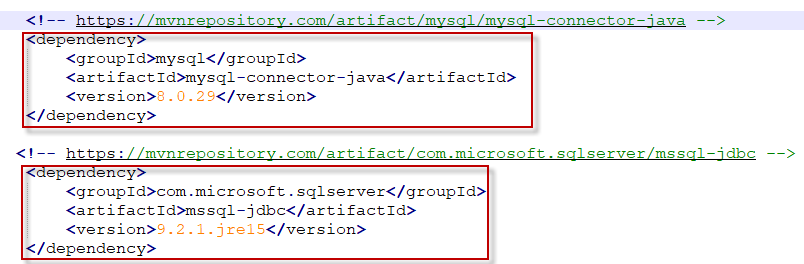 <!-- https://mvnrepository.com/artifact/mysql/mysql-connector-java -->
<dependency>
<groupId>mysql</groupId>
<artifactId>mysql-connector-java</artifactId>
<version>8.0.29</version>
</dependency>
<!-- https://mvnrepository.com/artifact/com.microsoft.sqlserver/mssql-jdbc -->
<dependency>
<groupId>com.microsoft.sqlserver</groupId>
<artifactId>mssql-jdbc</artifactId>
<version>9.2.1.jre15</version>
</dependency>